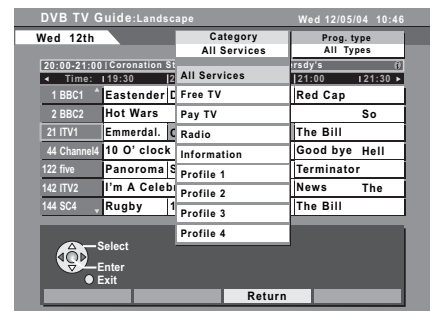 DVB TV Guide:Landscape Wed 12/05/04 10:46
Wed 12th Category Prog. type
All Services All Types
20:00-21:00 Coronation St rsdy's
Time: 19:30 21:00 21:30
All Services
1 BBC1 Eastender Free TV Red Cap
2 BBC2 Hot Wars Pay TV So
21 ITV1 Emmerdal. Radio The Bill
44 Channel4 10 O' clock Information Good bye Hell
122 five Panoroma S Profile 1 Terminator
142 ITV2 I'm A Celeb Profile 2 News The
144 SC4 Rugby 1 Profile 3 The Bill
Profile 4
Select
Enter
Exit
Return